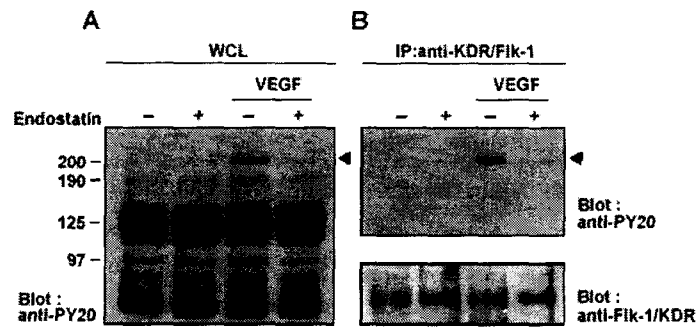 A
WCL
VEGF
Endostatin - + - +
200 -
190 -
125 -
97 -
Blot :
anti-PY20
B
IP:anti-KDR/Flk-1
VEGF
- + - +
Blot :
anti-PY20
Blot :
anti-Flk-1/KDR